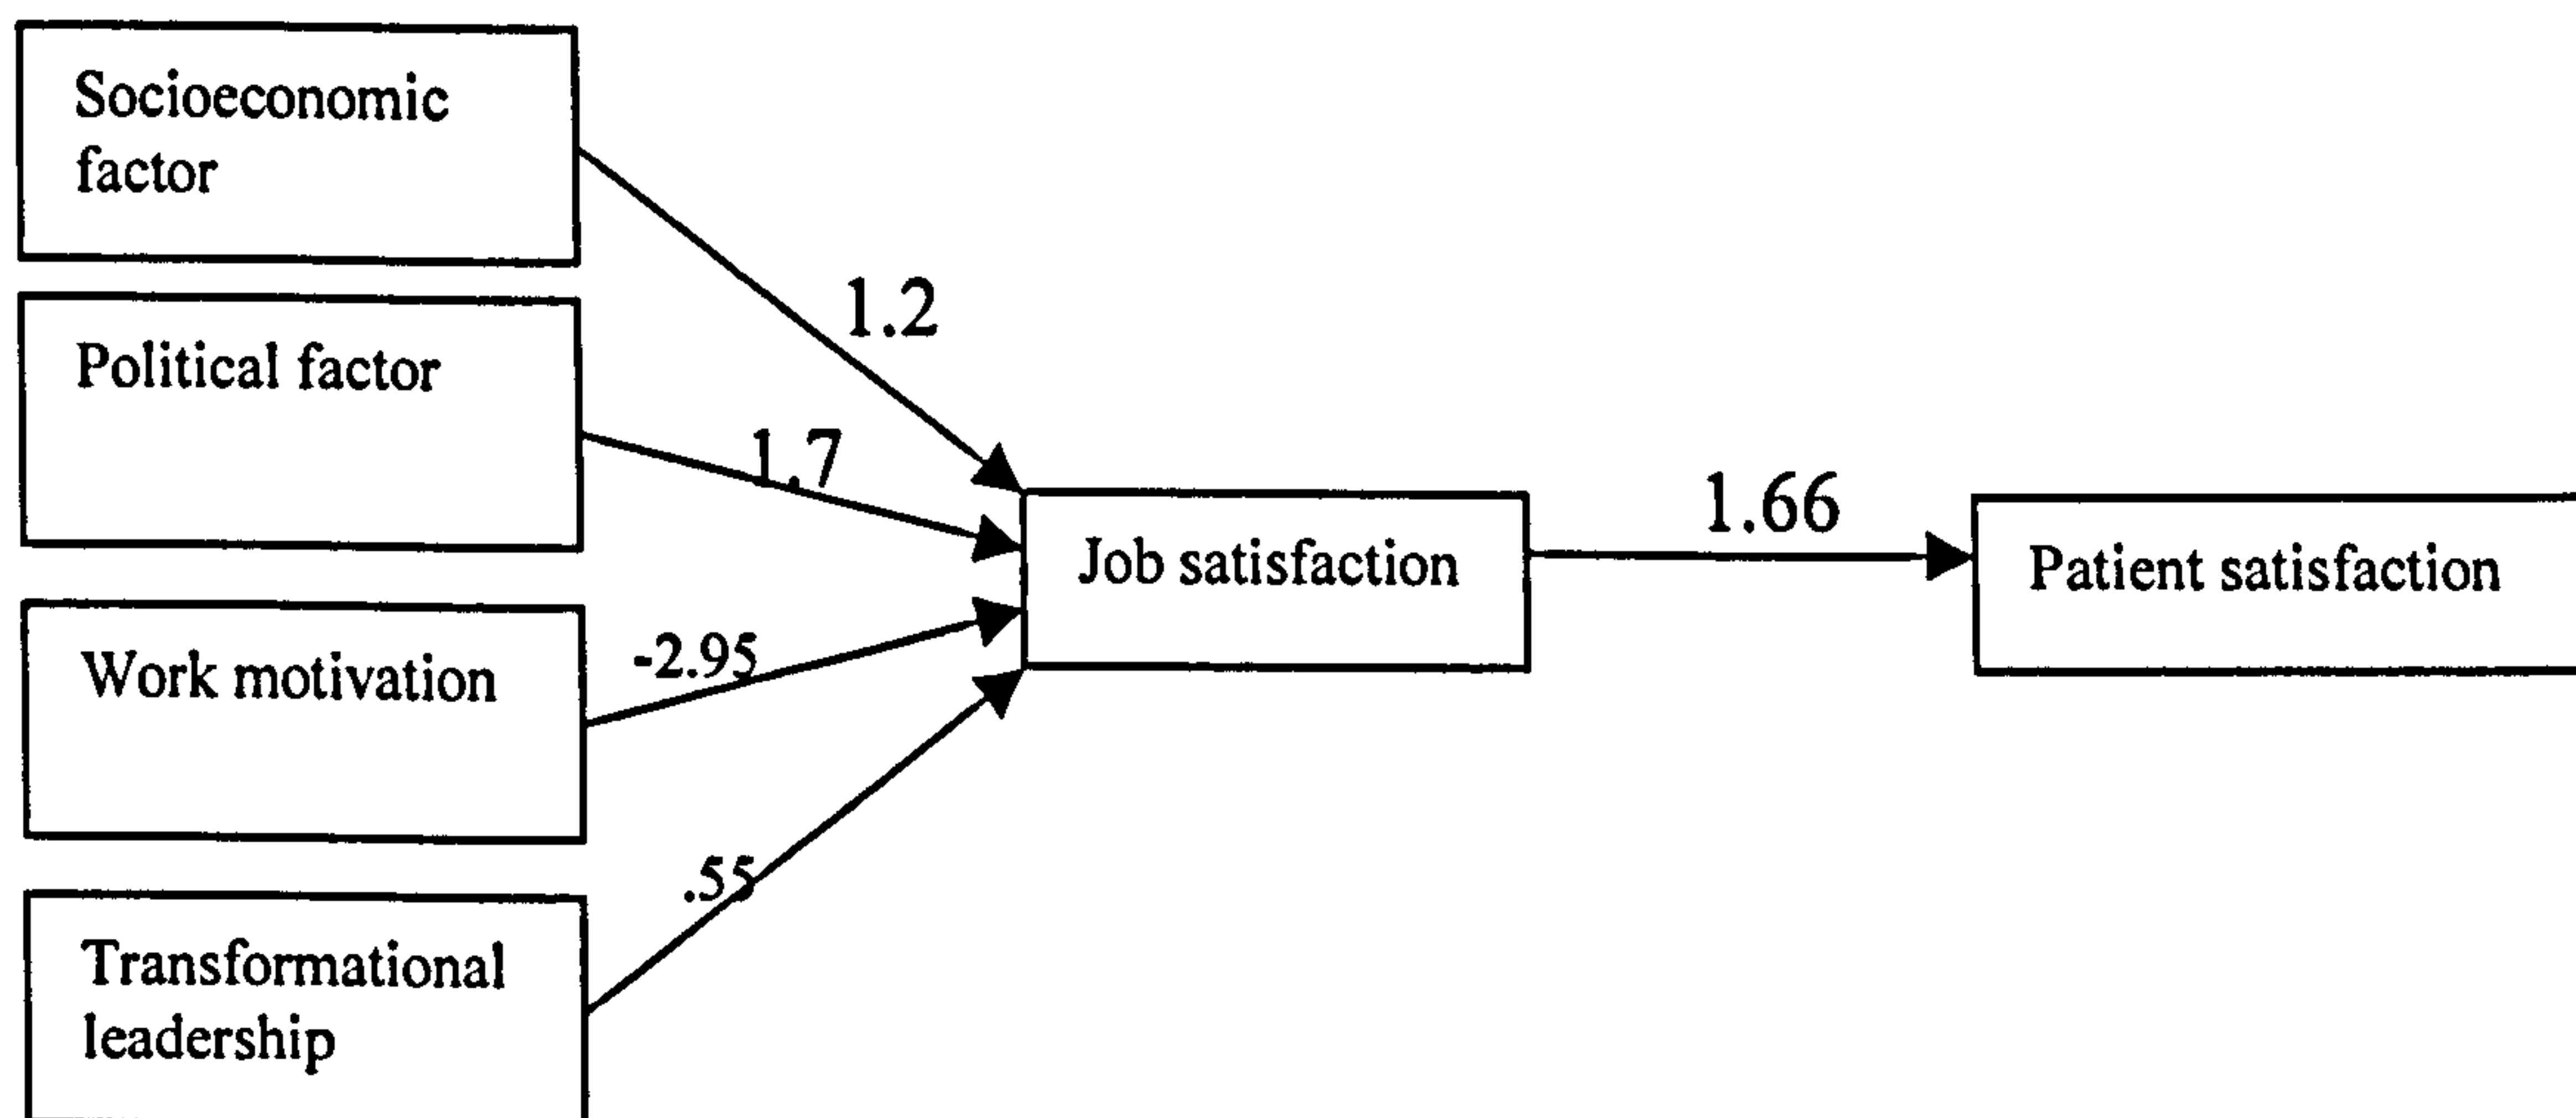 Socioeconomic
factor
1.2
Political factor
1.7
Job satisfaction
1.66
Patient satisfaction
Work motivation
-2.95
.55
Transformational
leadership